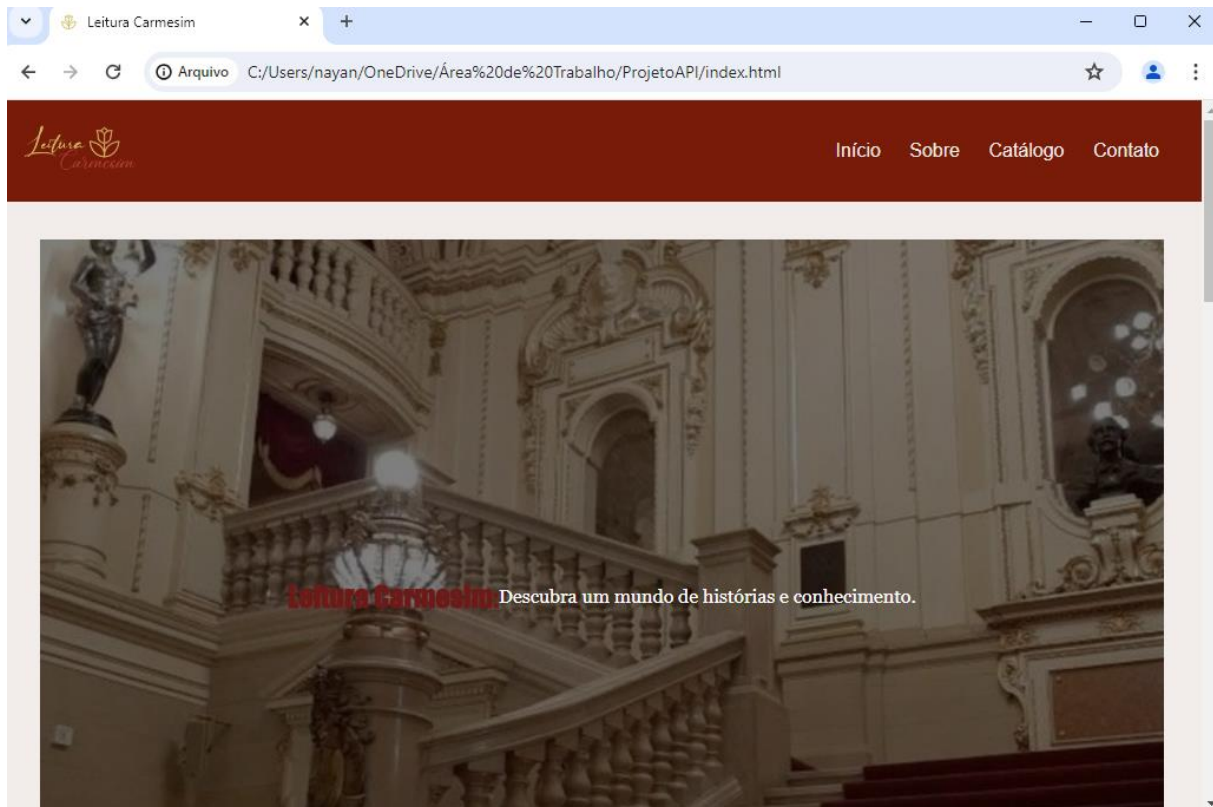 Leitura Carmesim
Arquivo C:/Users/nayan/OneDrive/Área%20de%20Trabalho/ProjetoAPI/index.html
Leitura
Carmesim
Início Sobre Catálogo Contato
Leitura Carmesim: Descubra um mundo de histórias e conhecimento.